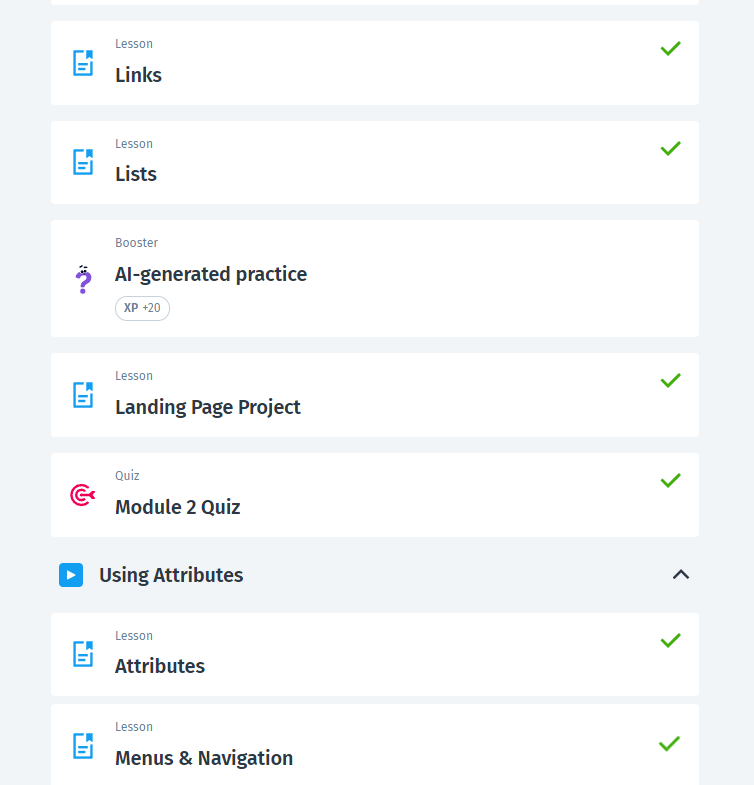 Lesson
Links
Lesson
Lists
Booster
AI-generated practice
XP +20
Lesson
Landing Page Project
Quiz
Module 2 Quiz
Using Attributes
Lesson
Attributes
Lesson
Menus & Navigation